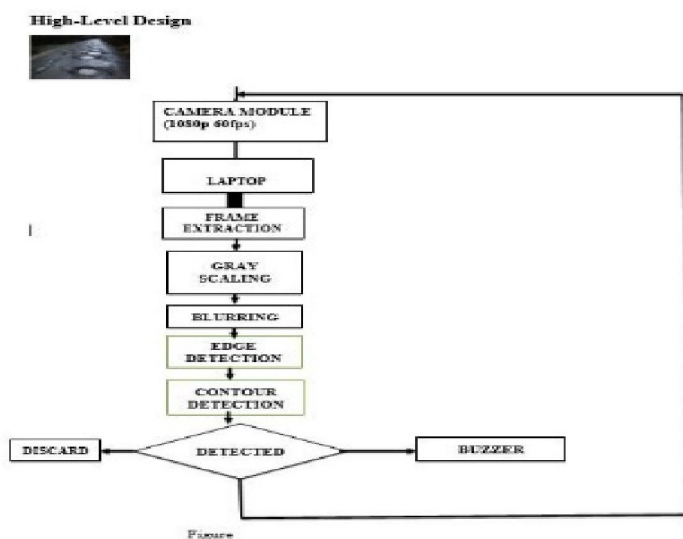 High-Level Design
CAMERA MODULE
(1080p 60fps)
LAPTOP
FRAME
EXTRACTION
GRAY
SCALING
BLURRING
EDGE
DETECTION
CONTOUR
DETECTION
DISCARD
DETECTED
BUZZER
Figure